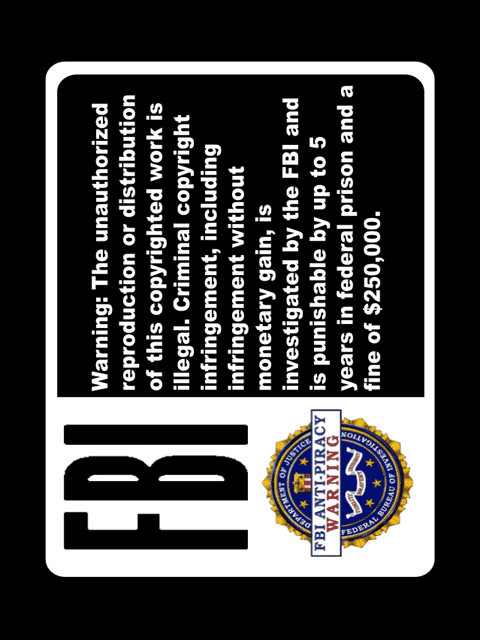 FBI
FBI ANTI-PIRACY
WARNING
DEPARTMENT OF JUSTICE
FEDERAL BUREAU OF INVESTIGATION
Warning: The unauthorized
reproduction or distribution
of this copyrighted work is
illegal. Criminal copyright
infringement, including
infringement without
monetary gain, is
investigated by the FBI and
is punishable by up to 5
years in federal prison and a
fine of $250,000.